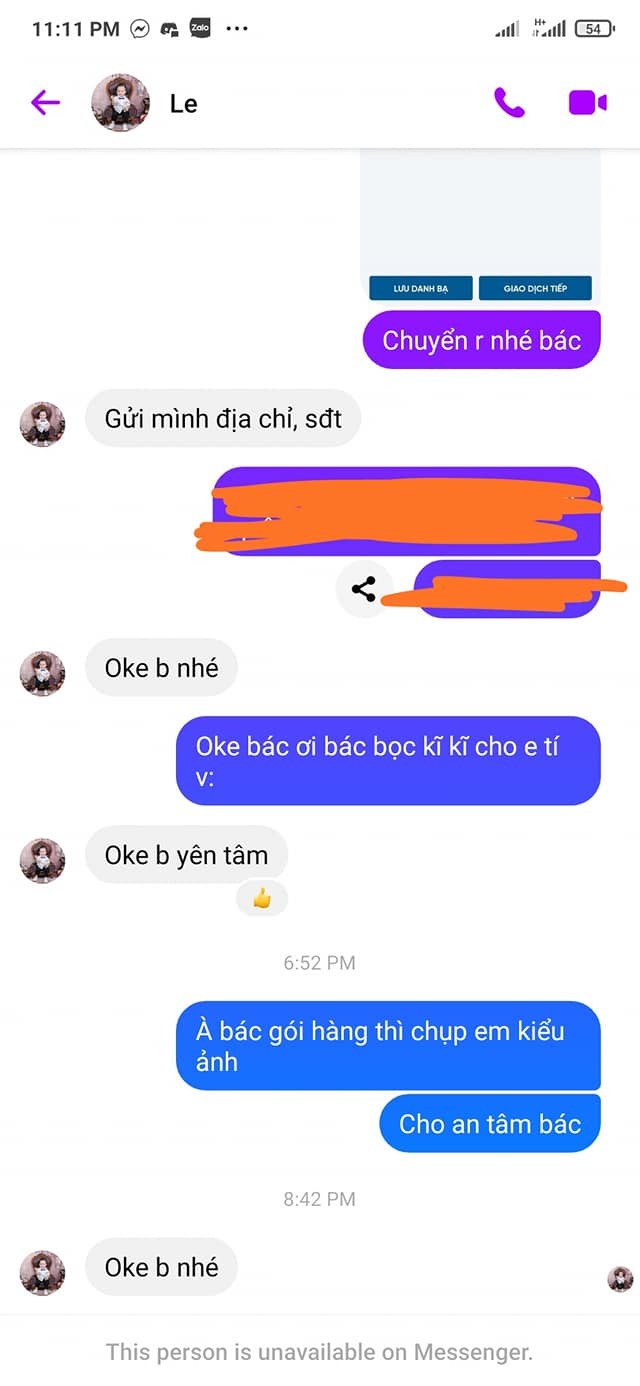 11:11 PM Zalo ... H+ 54
Le
LƯU DANH BẠ GIAO DỊCH TIẾP
Chuyển r nhé bác
Gửi mình địa chỉ, sđt
Oke b nhé
Oke bác ơi bác bọc kĩ kĩ cho e tí
v:
Oke b yên tâm
6:52 PM
À bác gói hàng thì chụp em kiểu
ảnh
Cho an tâm bác
8:42 PM
Oke b nhé
This person is unavailable on Messenger.